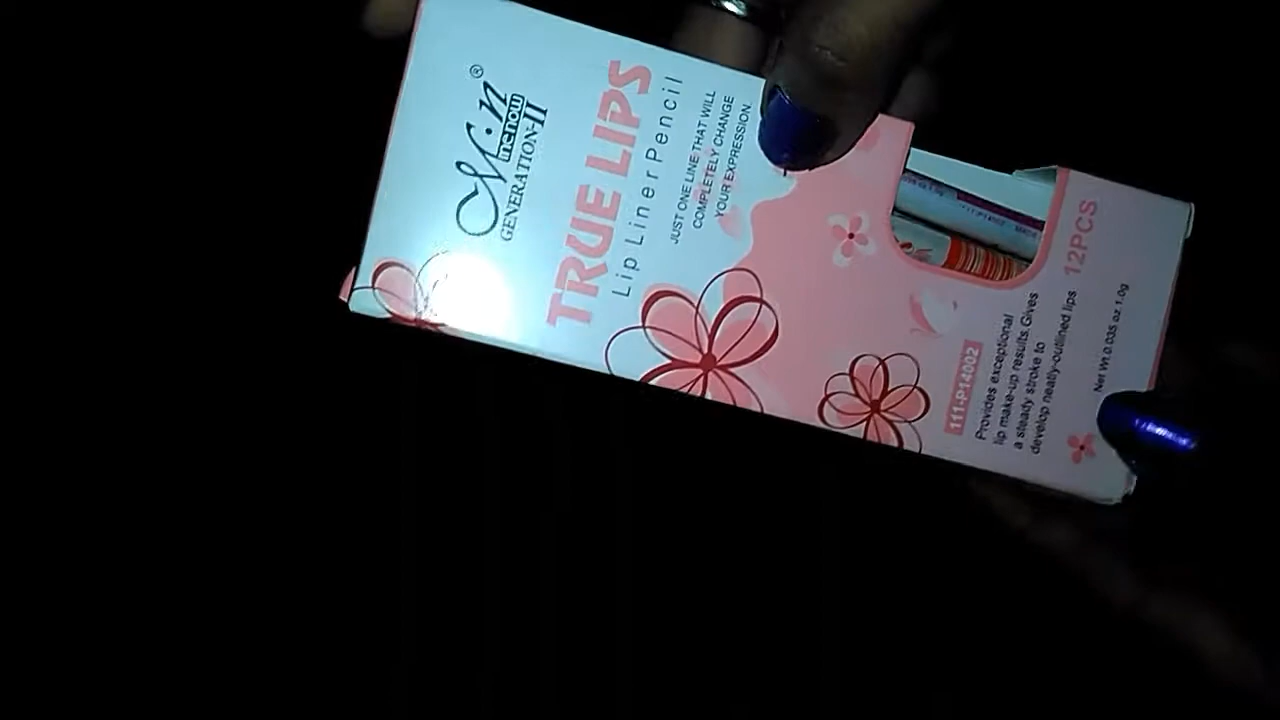 M.n®
menow
GENERATION-II
TRUE LIPS
Lip Liner Pencil
JUST ONE LINE THAT WILL
COMPLETELY CHANGE
YOUR EXPRESSION.
111-P14002
Provides exceptional
lip make-up results.Gives
a steady stroke to
develop neatly-outlined lips
12PCS
Net Wt.0.035 oz. 1.0g